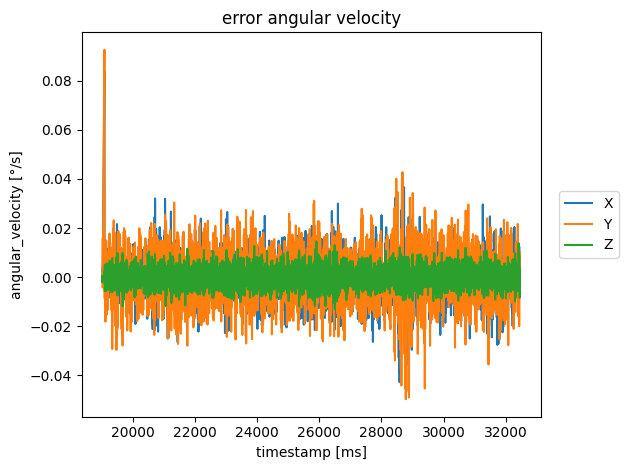 error angular velocity
angular_velocity [°/s]
0.08
0.06
0.04
0.02
0.00
−0.02
−0.04
20000
22000
24000
26000
28000
30000
32000
timestamp [ms]
X
Y
Z